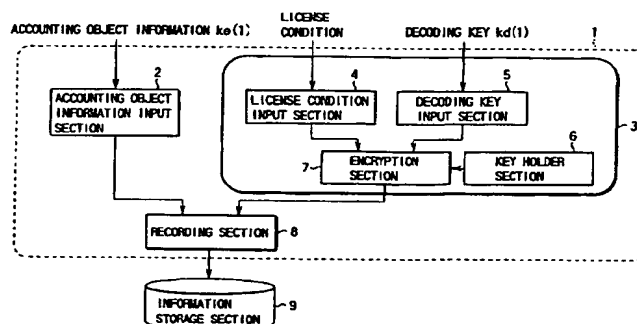 ACCOUNTING OBJECT INFORMATION ke(1)
LICENSE
CONDITION
DECODING KEY kd(1)
1
2
ACCOUNTING OBJECT
INFORMATION INPUT
SECTION
4
LICENSE CONDITION
INPUT SECTION
5
DECODING KEY
INPUT SECTION
3
6
KEY HOLDER
SECTION
7
ENCRYPTION
SECTION
RECORDING SECTION
8
INFORMATION
STORAGE SECTION
9